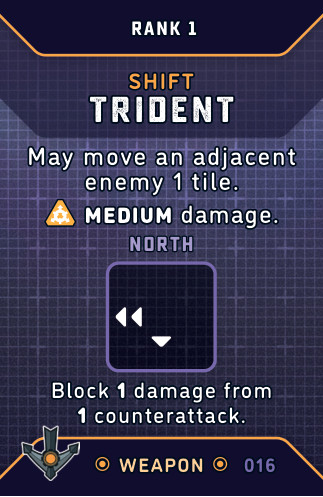 RANK 1
SHIFT
TRIDENT
May move an adjacent
enemy 1 tile.
MEDIUM damage.
NORTH
Block 1 damage from
1 counterattack.
WEAPON 016